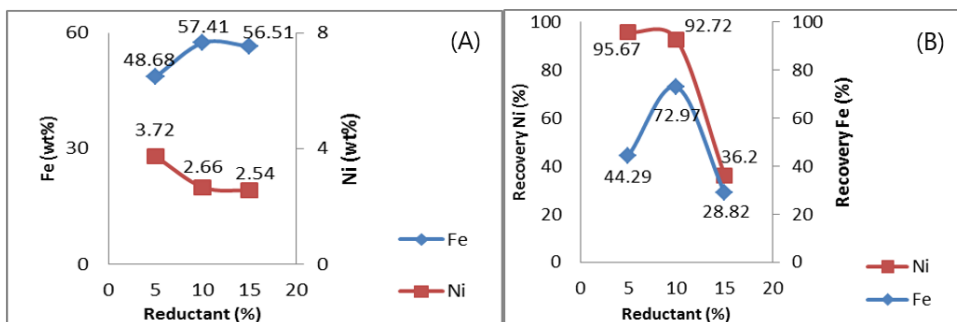 (A)
60
30
0
Fe (wt%)
48.68
57.41
56.51
3.72
2.66
2.54
8
4
0
Ni (wt%)
0 5 10 15 20
Reductant (%)
Fe
Ni
(B)
100
80
60
40
20
0
Recovery Ni (%)
95.67
92.72
72.97
44.29
36.2
28.82
100
80
60
40
20
0
Recovery Fe (%)
0 5 10 15 20
Reductant (%)
Ni
Fe